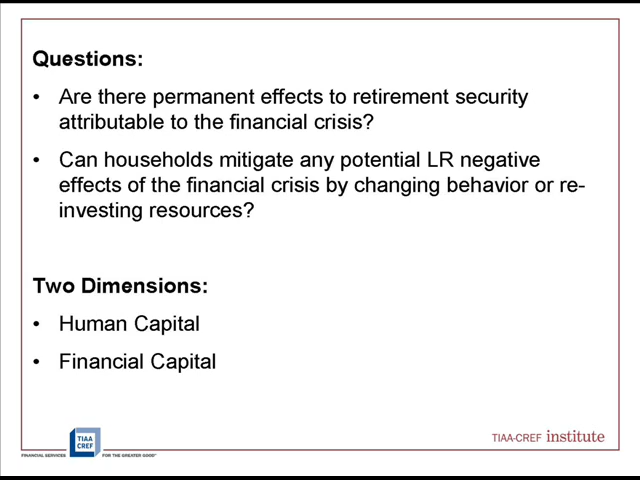 Questions:
• Are there permanent effects to retirement security
attributable to the financial crisis?
• Can households mitigate any potential LR negative
effects of the financial crisis by changing behavior or re-
investing resources?
Two Dimensions:
• Human Capital
• Financial Capital
TIAA
CREF
FINANCIAL SERVICES
FOR THE GREATER GOOD®
TIAA-CREF institute